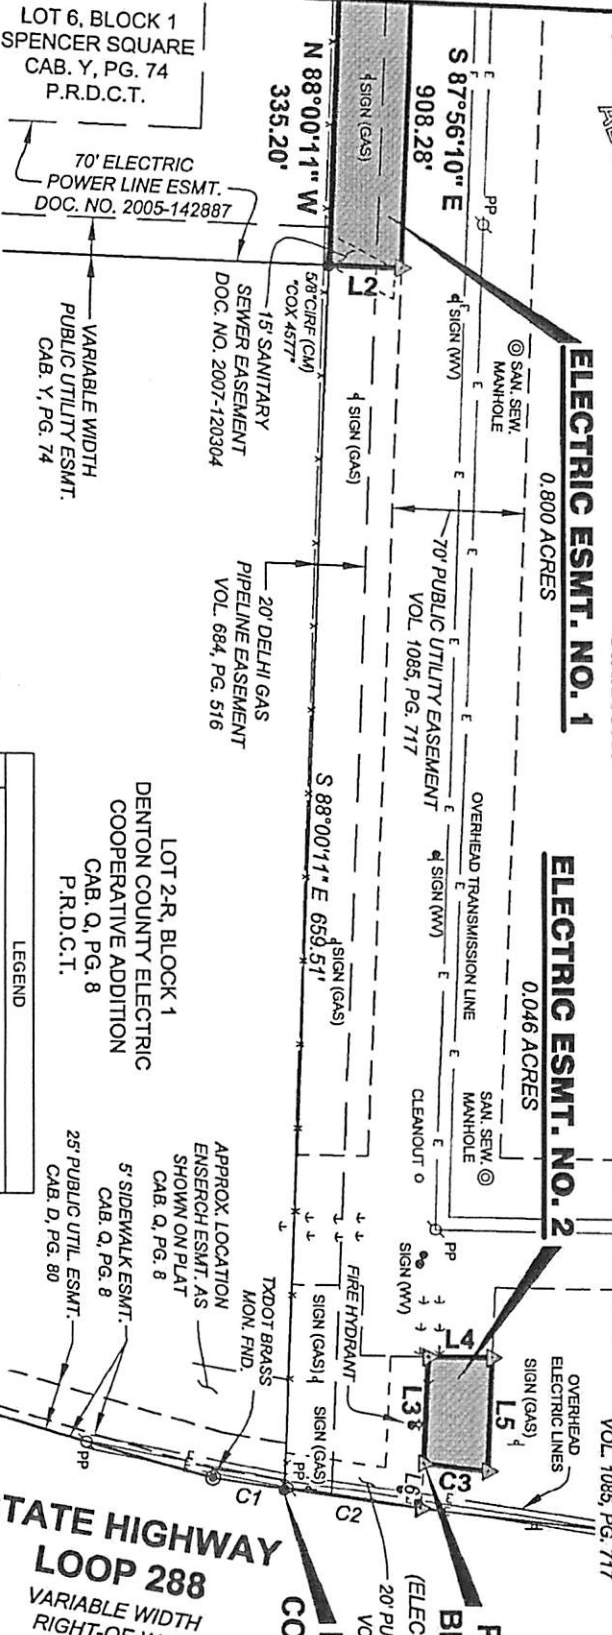 LOT 6, BLOCK 1
SPENCER SQUARE
CAB. Y, PG. 74
P.R.D.C.T.
70' ELECTRIC
POWER LINE ESMT.
DOC. NO. 2005-142887
VARIABLE WIDTH
PUBLIC UTILITY ESMT.
CAB. Y, PG. 74
N 88°00'11" W
335.20'
S 87°56'10" E
908.28'
SIGN (GAS)
PP
L2
5/8"CIRF (CM)
"COX 4577"
15' SANITARY
SEWER EASEMENT
DOC. NO. 2007-120304
SIGN (WV)
SAN. SEW.
MANHOLE
ELECTRIC ESMT. NO. 1
0.800 ACRES
SIGN (GAS)
70' PUBLIC UTILITY EASEMENT
VOL. 1085, PG. 717
20' DELHI GAS
PIPELINE EASEMENT
VOL. 684, PG. 516
S 88°00'11" E 659.51'
OVERHEAD TRANSMISSION LINE
SIGN (WV)
SIGN (GAS)
ELECTRIC ESMT. NO. 2
0.046 ACRES
LOT 2-R, BLOCK 1
DENTON COUNTY ELECTRIC
COOPERATIVE ADDITION
CAB. Q, PG. 8
P.R.D.C.T.
LEGEND
SAN. SEW.
MANHOLE
CLEANOUT
PP
SIGN (WV)
FIRE HYDRANT
SIGN (GAS)
SIGN (GAS)
L4
L3
L5
L6
C3
OVERHEAD
ELECTRIC LINES
SIGN (GAS)
VOL. 1085, PG. 717
APPROX. LOCATION
ENSERCH ESMT. AS
SHOWN ON PLAT
CAB. Q, PG. 8
TXDOT BRASS
MON. FND.
5' SIDEWALK ESMT.
CAB. Q, PG. 8
25' PUBLIC UTIL. ESMT.
CAB. D, PG. 80
PP
PP
C1
C2
TATE HIGHWAY
LOOP 288
VARIABLE WIDTH
(ELEC
20' PU